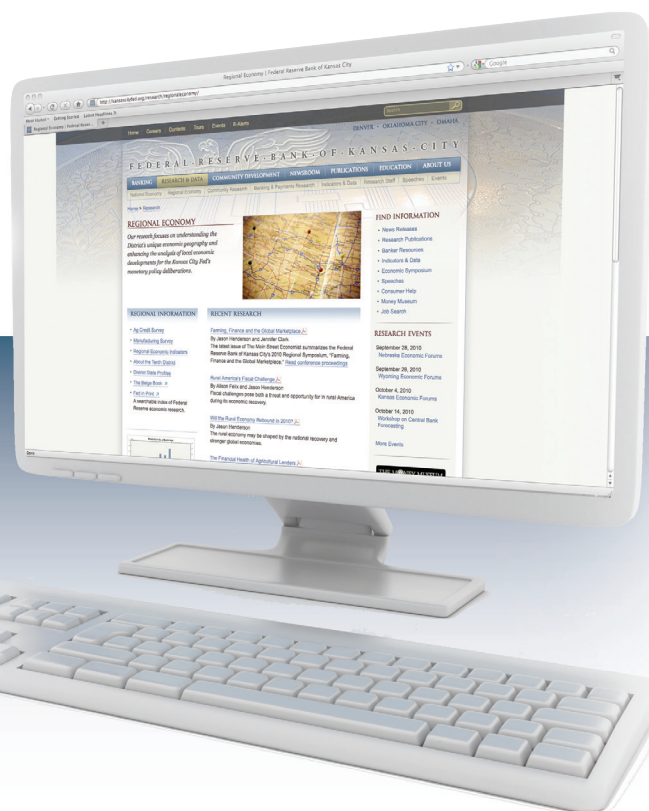 Regional Economy | Federal Reserve Bank of Kansas City
http://kansascityfed.org/research/regionaleconomy/
Google
Most Visited Getting Started Latest Headlines
Regional Economy | Federal Reser...
Home Careers Contacts Tours Events E-Alerts
Search
DENVER · OKLAHOMA CITY · OMAHA
FEDERAL · RESERVE · BANK · OF · KANSAS · CITY
BANKING RESEARCH & DATA COMMUNITY DEVELOPMENT NEWSROOM PUBLICATIONS EDUCATION ABOUT US
National Economy Regional Economy Community Research Banking & Payments Research Indicators & Data Research Staff Speeches Events
Home > Research
REGIONAL ECONOMY
Our research focuses on understanding the
District's unique economic geography and
enhancing the analysis of local economic
developments for the Kansas City Fed's
monetary policy deliberations.
REGIONAL INFORMATION
• Ag Credit Survey
• Manufacturing Survey
• Regional Economic Indicators
• About the Tenth District
• District State Profiles
• The Beige Book
• Fed in Print
A searchable index of Federal
Reserve economic research.
RECENT RESEARCH
Farming, Finance and the Global Marketplace
By Jason Henderson and Jennifer Clark
The latest issue of The Main Street Economist summarizes the Federal
Reserve Bank of Kansas City's 2010 Regional Symposium, "Farming,
Finance and the Global Marketplace." Read conference proceedings
Rural America's Fiscal Challenge
By Alison Felix and Jason Henderson
Fiscal challenges pose both a threat and opportunity for in rural America
during its economic recovery.
Will the Rural Economy Rebound in 2010?
By Jason Henderson
The rural economy may be shaped by the national recovery and
stronger global economies.
The Financial Health of Agricultural Lenders
FIND INFORMATION
• News Releases
• Research Publications
• Banker Resources
• Indicators & Data
• Economic Symposium
• Speeches
• Consumer Help
• Money Museum
• Job Search
RESEARCH EVENTS
September 28, 2010
Nebraska Economic Forums
September 29, 2010
Wyoming Economic Forums
October 4, 2010
Kansas Economic Forums
October 14, 2010
Workshop on Central Bank
Forecasting
More Events
THE MONEY MUSEUM
Done